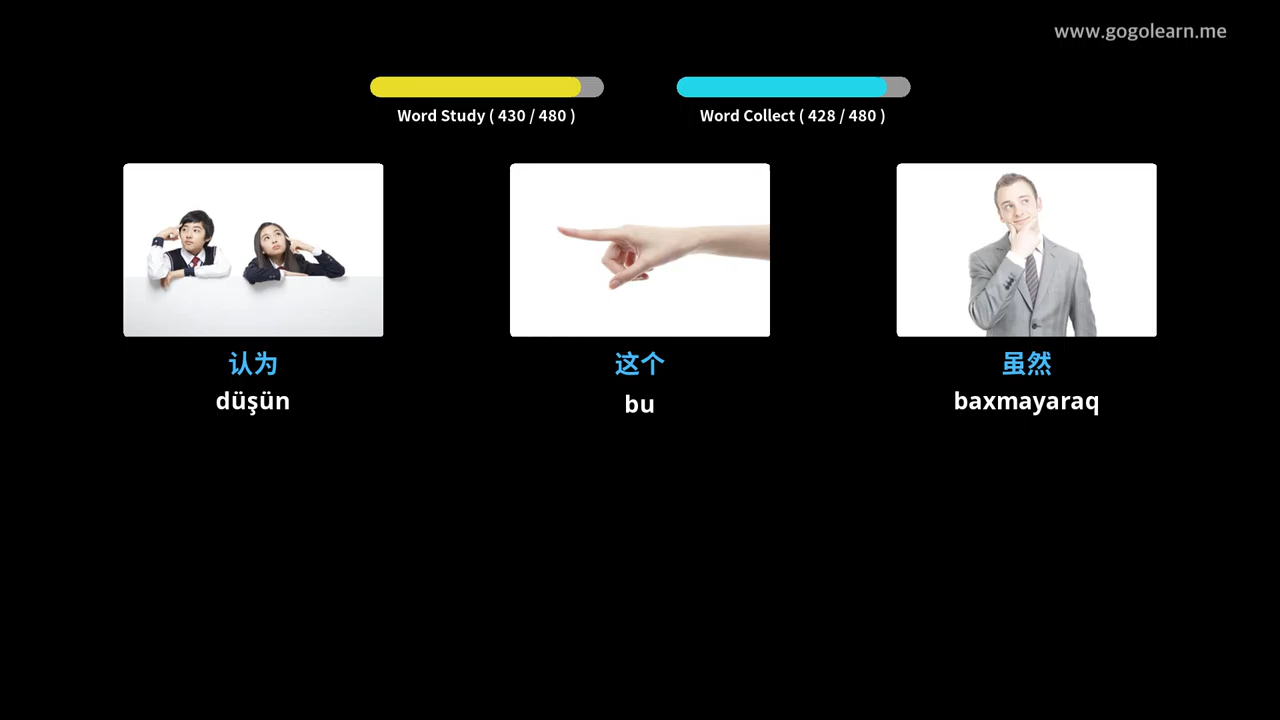 www.gogolearn.me
Word Study ( 430 / 480 )
Word Collect ( 428 / 480 )
认为
düşün
这个
bu
虽然
baxmayaraq